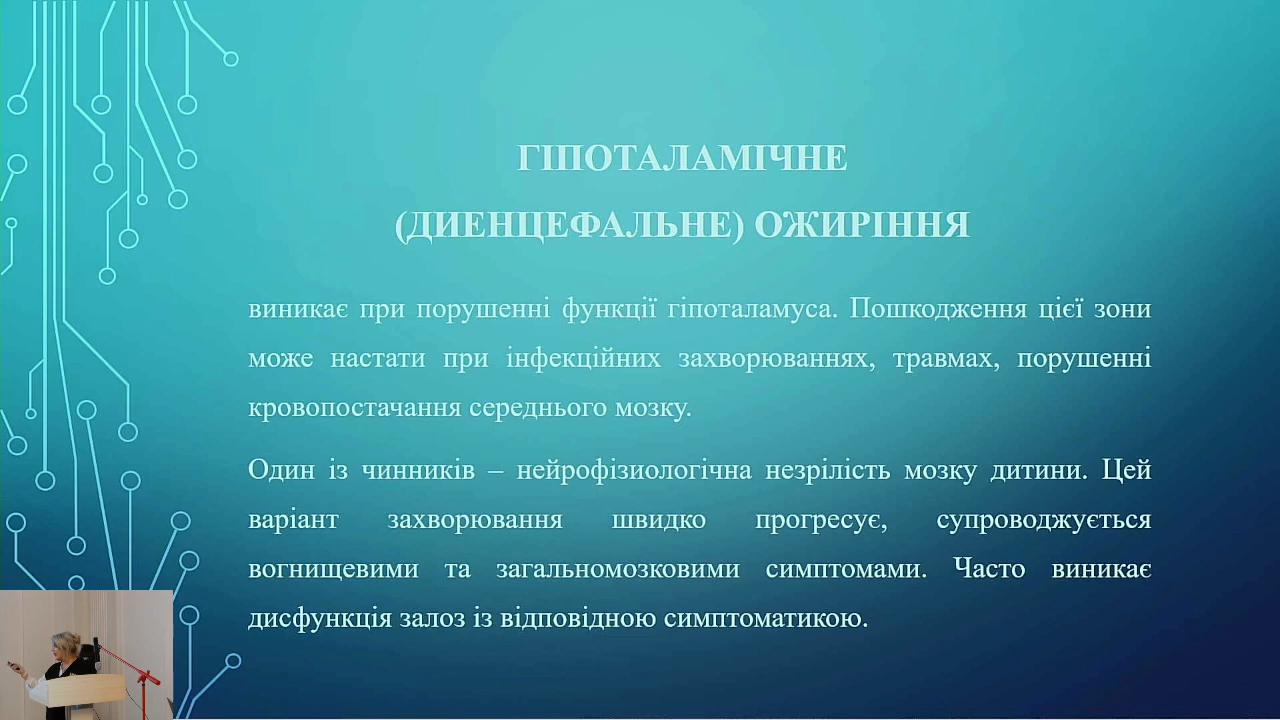 ГІПОТАЛАМІЧНЕ
(ДИЕНЦЕФАЛЬНЕ) ОЖИРІННЯ
виникає при порушенні функції гіпоталамуса. Пошкодження цієї зони
може настати при інфекційних захворюваннях, травмах, порушенні
кровопостачання середнього мозку.
Один із чинників – нейрофізиологічна незрілість мозку дитини. Цей
варіант захворювання швидко прогресує, супроводжується
вогнищевими та загальномозковими симптомами. Часто виникає
дисфункція залоз із відповідною симптоматикою.